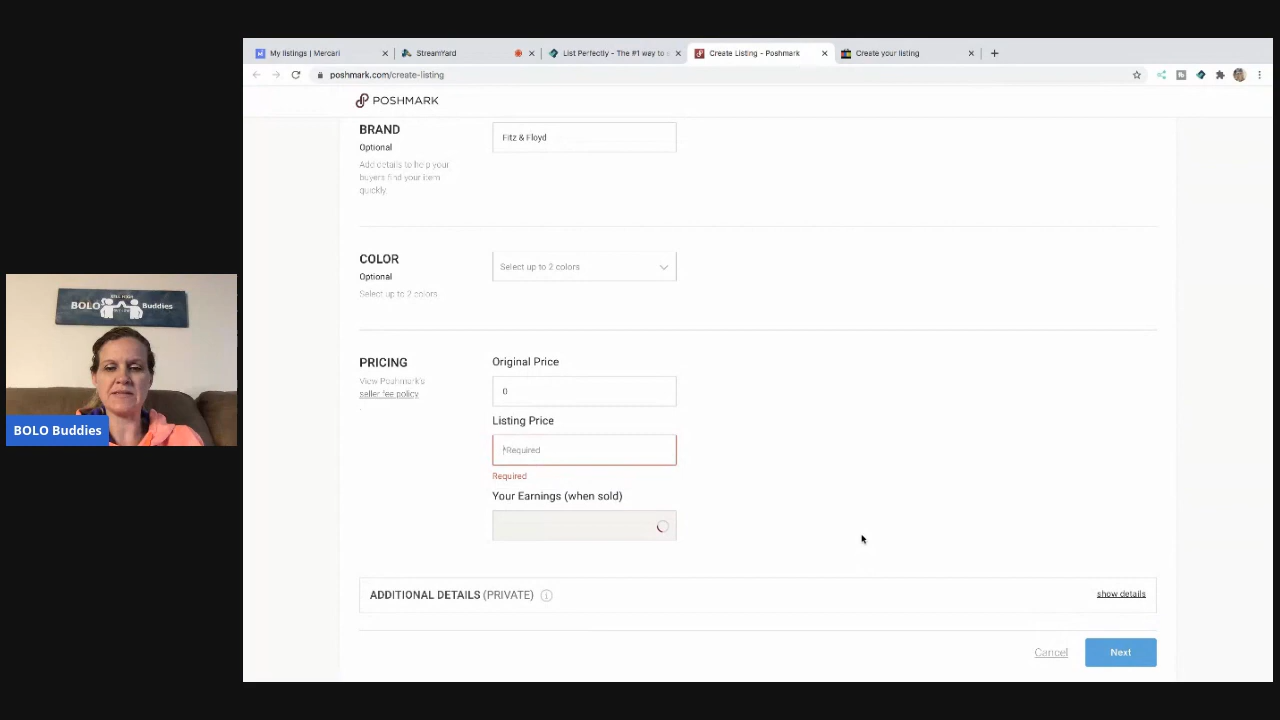 My listings | Mercari
StreamYard
List Perfectly - The #1 way to
Create Listing - Poshmark
Create your listing
poshmark.com/create-listing
POSHMARK
BRAND
Optional
Add details to help your
buyers find your item
quickly.
Fitz & Floyd
COLOR
Optional
Select up to 2 colors
Select up to 2 colors
PRICING
View Poshmark's
seller fee policy
.
Original Price
0
Listing Price
*Required
Required
Your Earnings (when sold)
ADDITIONAL DETAILS (PRIVATE)
show details
Cancel
Next
BOLO Buddies
BOLO Buddies